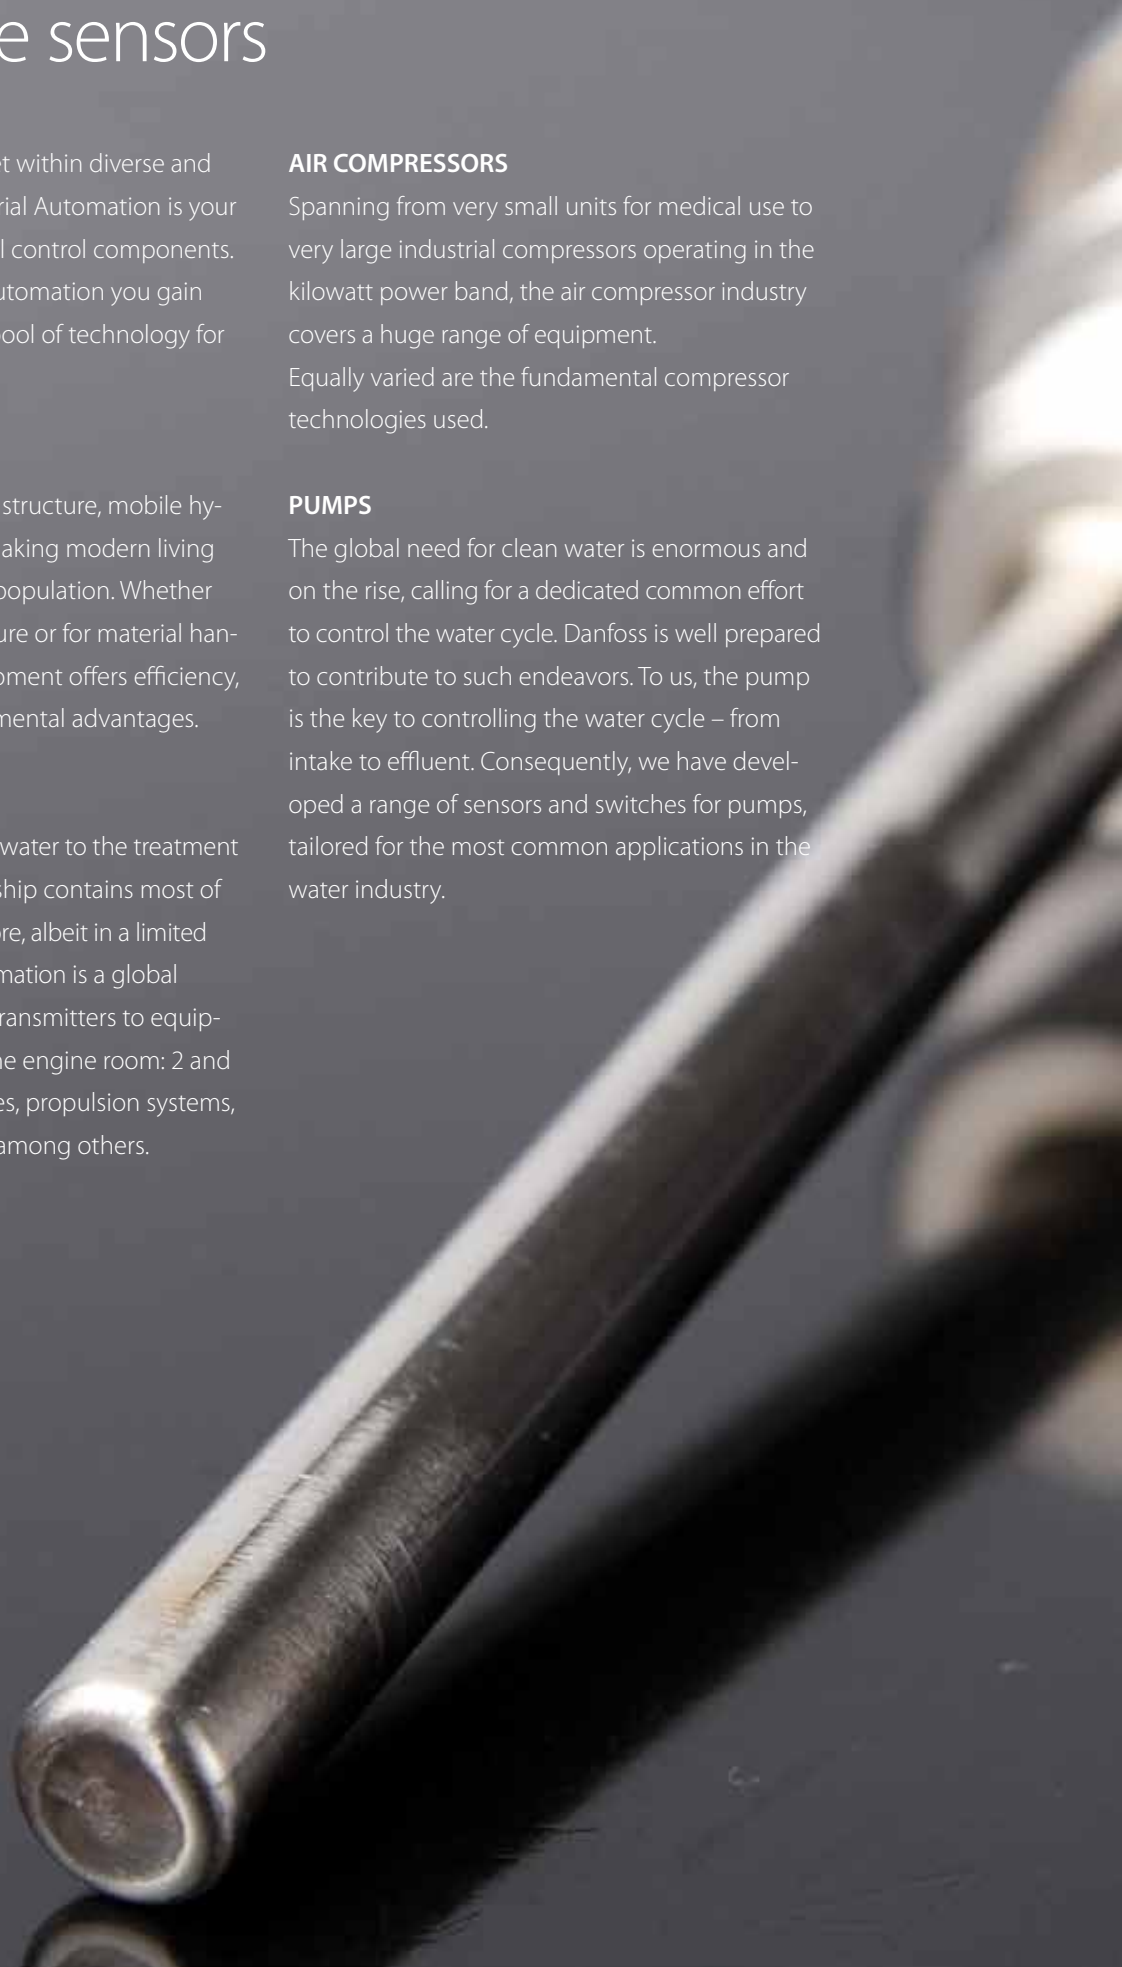 e sensors
t within diverse and
rial Automation is your
l control components.
utomation you gain
ool of technology for
structure, mobile hy-
aking modern living
population. Whether
ure or for material han-
pment offers efficiency,
mental advantages.
water to the treatment
ship contains most of
ore, albeit in a limited
mation is a global
ransmitters to equip-
he engine room: 2 and
es, propulsion systems,
among others.
AIR COMPRESSORS
Spanning from very small units for medical use to
very large industrial compressors operating in the
kilowatt power band, the air compressor industry
covers a huge range of equipment.
Equally varied are the fundamental compressor
technologies used.
PUMPS
The global need for clean water is enormous and
on the rise, calling for a dedicated common effort
to control the water cycle. Danfoss is well prepared
to contribute to such endeavors. To us, the pump
is the key to controlling the water cycle – from
intake to effluent. Consequently, we have devel-
oped a range of sensors and switches for pumps,
tailored for the most common applications in the
water industry.